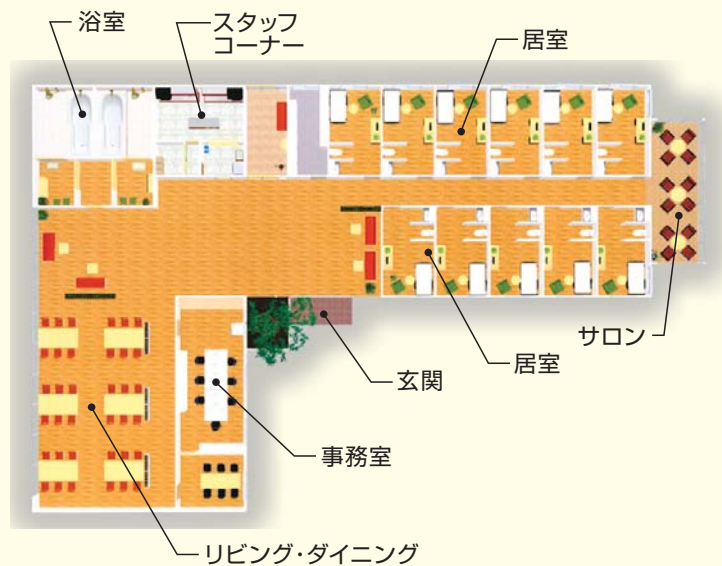 浴室
スタッフ
コーナー
居室
サロン
居室
玄関
事務室
リビング・ダイニング